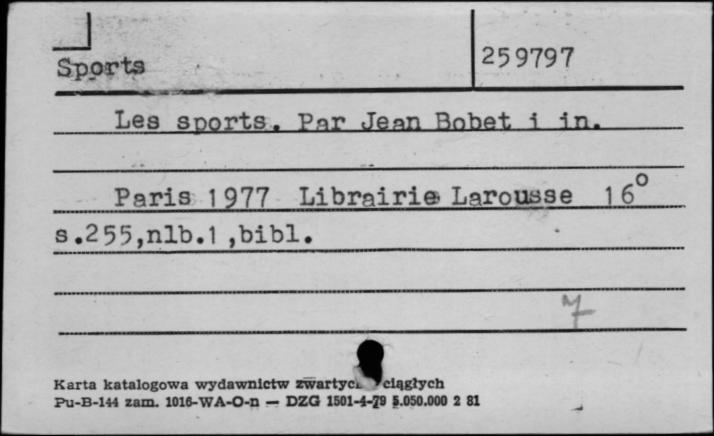 259797
Sports
Les sports. Par Jean Bobet i in.
Paris 1977 Librairie Larousse 16°
s.255,nlb.1,bibl.
7
Karta katalogowa wydawnictw ciągłych
Pu-B-144 zam. 1016-WA-O-n — DZG 1501-4-79 5.050.000 2 81